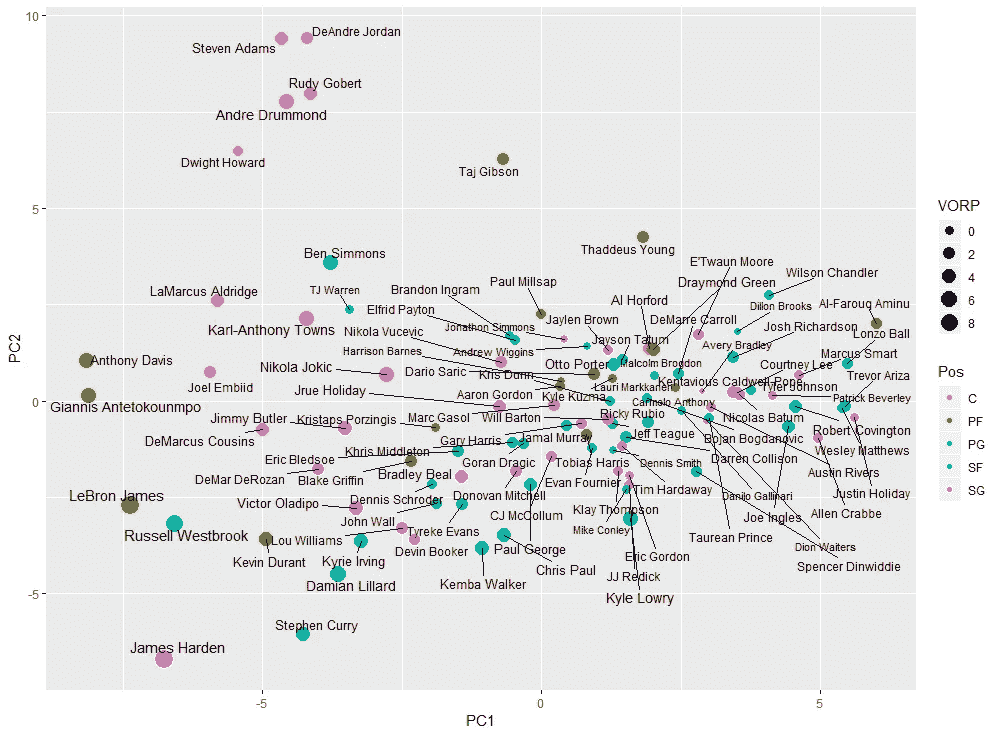 10
DeAndre Jordan
Steven Adams
Rudy Gobert
Andre Drummond
Dwight Howard
Taj Gibson
5
Thaddeus Young
Ben Simmons
E'Twaun Moore
Wilson Chandler
LaMarcus Aldridge
TJ Warren
Brandon Ingram
Paul Millsap
Draymond Green
Al Horford
Dillon Brooks
Al-Farouq Aminu
Elfrid Payton
Jaylen Brown
DeMarre Carroll
Josh Richardson
Lonzo Ball
Karl-Anthony Towns
Nikola Vucevic
Jonathon Simmons
Jayson Tatum
Avery Bradley
Marcus Smart
Harrison Barnes
Andrew Wiggins
Anthony Davis
Nikola Jokic
Dario Saric
Kris Dunn
Otto Porter
Malcolm Brogdon
Courtney Lee
Trevor Ariza
Joel Embiid
Jrue Holiday
Aaron Gordon
Lauri Markkanen
Kentavious Caldwell-Pope
Tyler Johnson
Patrick Beverley
0
Giannis Antetokounmpo
Kyle Kuzma
Carmelo Anthony
Jimmy Butler
Kristaps Porzingis
Marc Gasol
Will Barton
Ricky Rubio
Nicolas Batum
Robert Covington
DeMarcus Cousins
Gary Harris
Jamal Murray
Jeff Teague
Bojan Bogdanovic
Wesley Matthews
Eric Bledsoe
Khris Middleton
Goran Dragic
Tobias Harris
Dennis Smith
Darren Collison
Austin Rivers
DeMar DeRozan
Blake Griffin
Bradley Beal
Evan Fournier
Tim Hardaway
Danilo Gallinari
Justin Holiday
LeBron James
Victor Oladipo
Dennis Schroder
Donovan Mitchell
Klay Thompson
Joe Ingles
Allen Crabbe
Russell Westbrook
John Wall
Tyreke Evans
CJ McCollum
Mike Conley
Taurean Prince
Lou Williams
Devin Booker
Paul George
Dion Waiters
Kevin Durant
Kyrie Irving
Chris Paul
Eric Gordon
Spencer Dinwiddie
Damian Lillard
Kemba Walker
JJ Redick
-5
Kyle Lowry
Stephen Curry
James Harden
-5
0
5
PC1
PC2
VORP
0
2
4
6
8
Pos
C
PF
PG
SF
SG